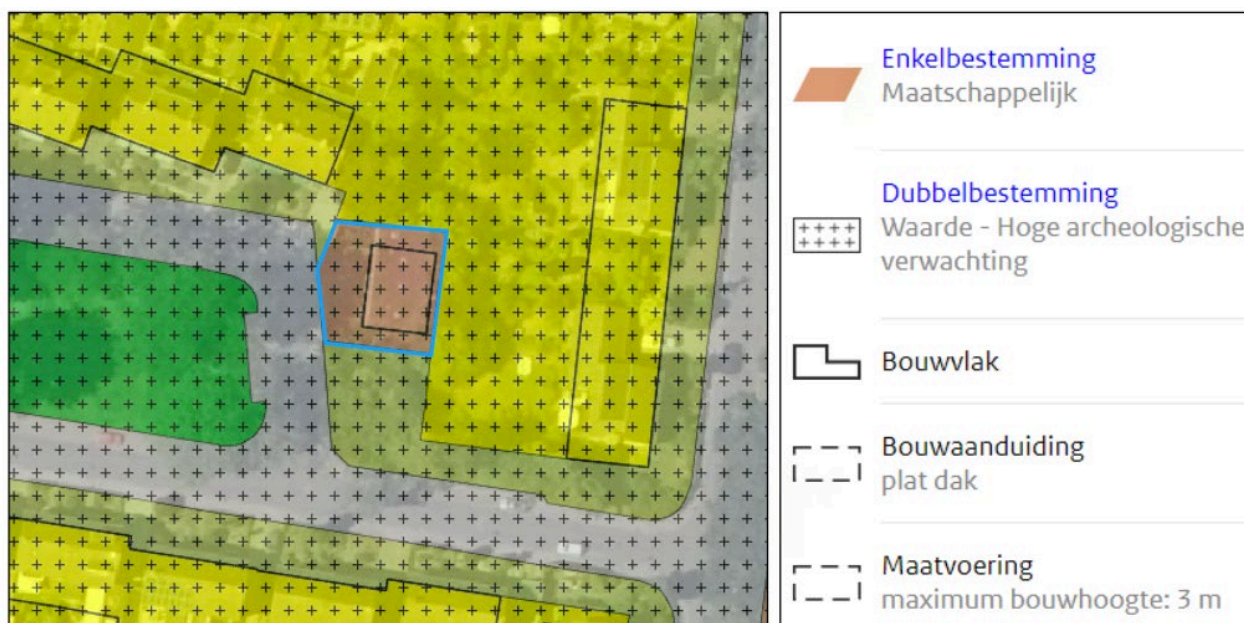 Enkelbestemming
Maatschappelijk
Dubbelbestemming
Waarde - Hoge archeologische
verwachting
Bouwvlak
Bouwaanduiding
plat dak
Maatvoering
maximum bouwhoogte: 3 m